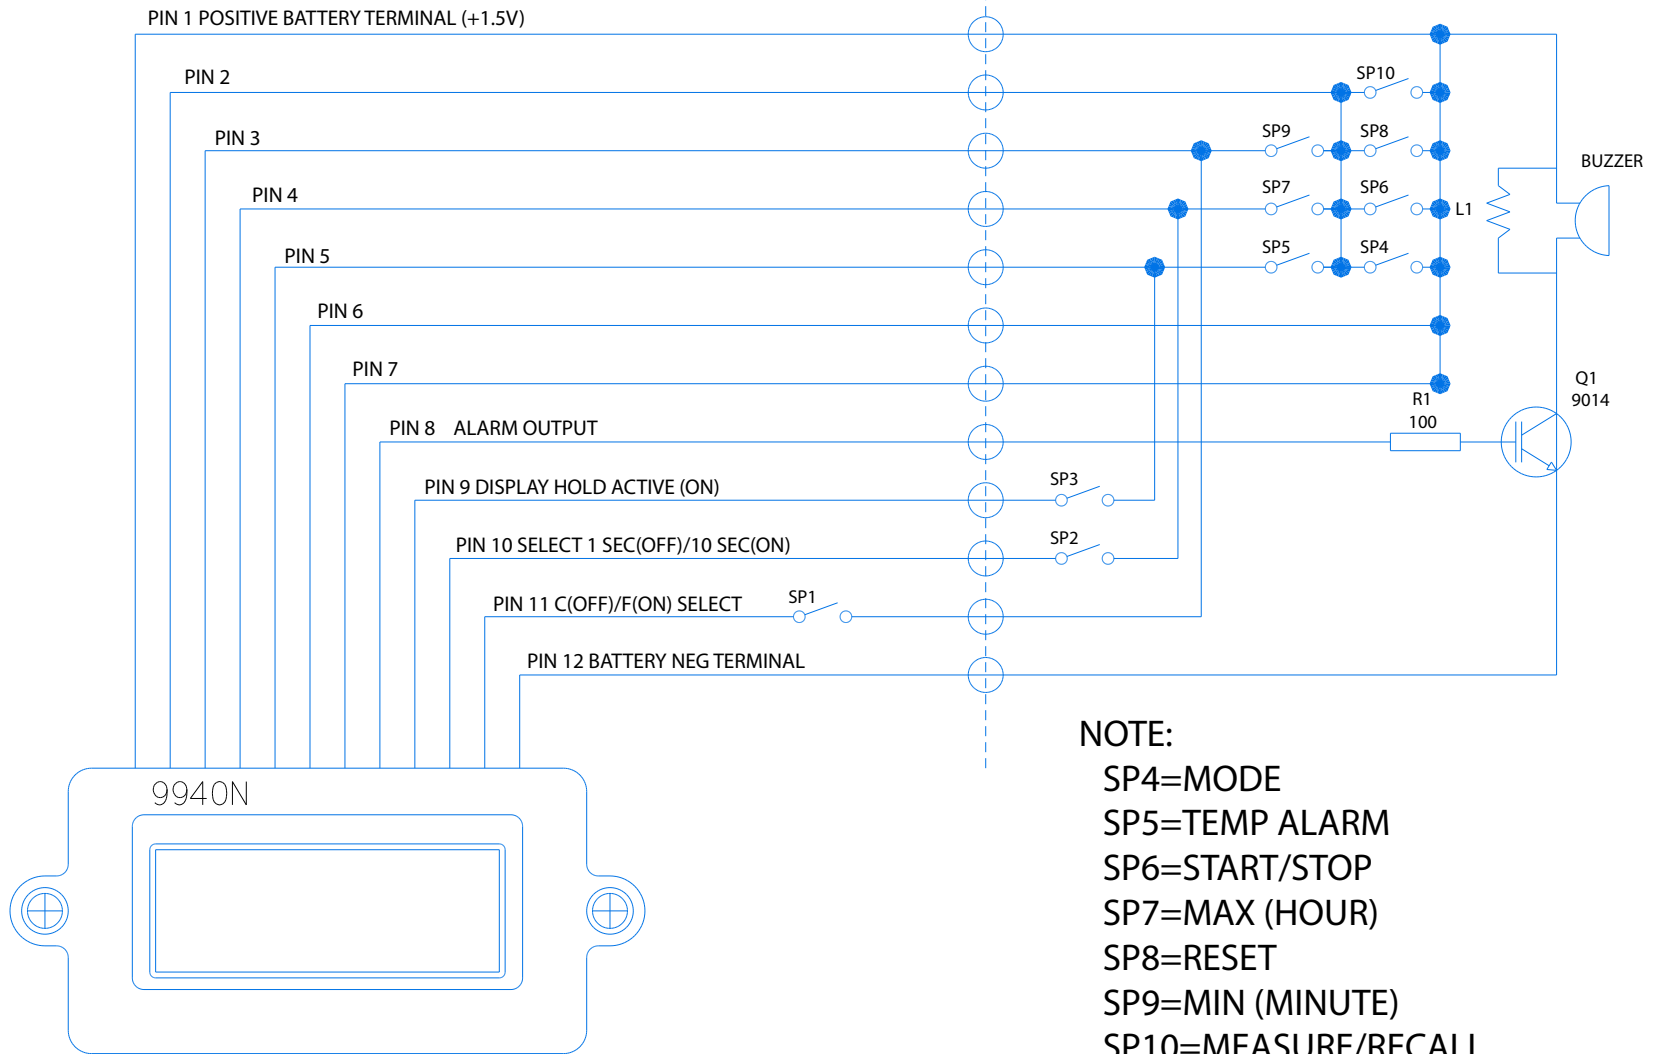 PIN 1 POSITIVE BATTERY TERMINAL (+1.5V)
PIN 2
SP10
PIN 3
SP9
SP8
BUZZER
PIN 4
SP7
SP6
L1
PIN 5
SP5
SP4
PIN 6
PIN 7
Q1
9014
R1
100
PIN 8 ALARM OUTPUT
PIN 9 DISPLAY HOLD ACTIVE (ON)
SP3
PIN 10 SELECT 1 SEC(OFF)/10 SEC(ON)
SP2
PIN 11 C(OFF)/F(ON) SELECT
SP1
PIN 12 BATTERY NEG TERMINAL
9940N
NOTE:
SP4=MODE
SP5=TEMP ALARM
SP6=START/STOP
SP7=MAX (HOUR)
SP8=RESET
SP9=MIN (MINUTE)
SP10=MEASURE/RECALL